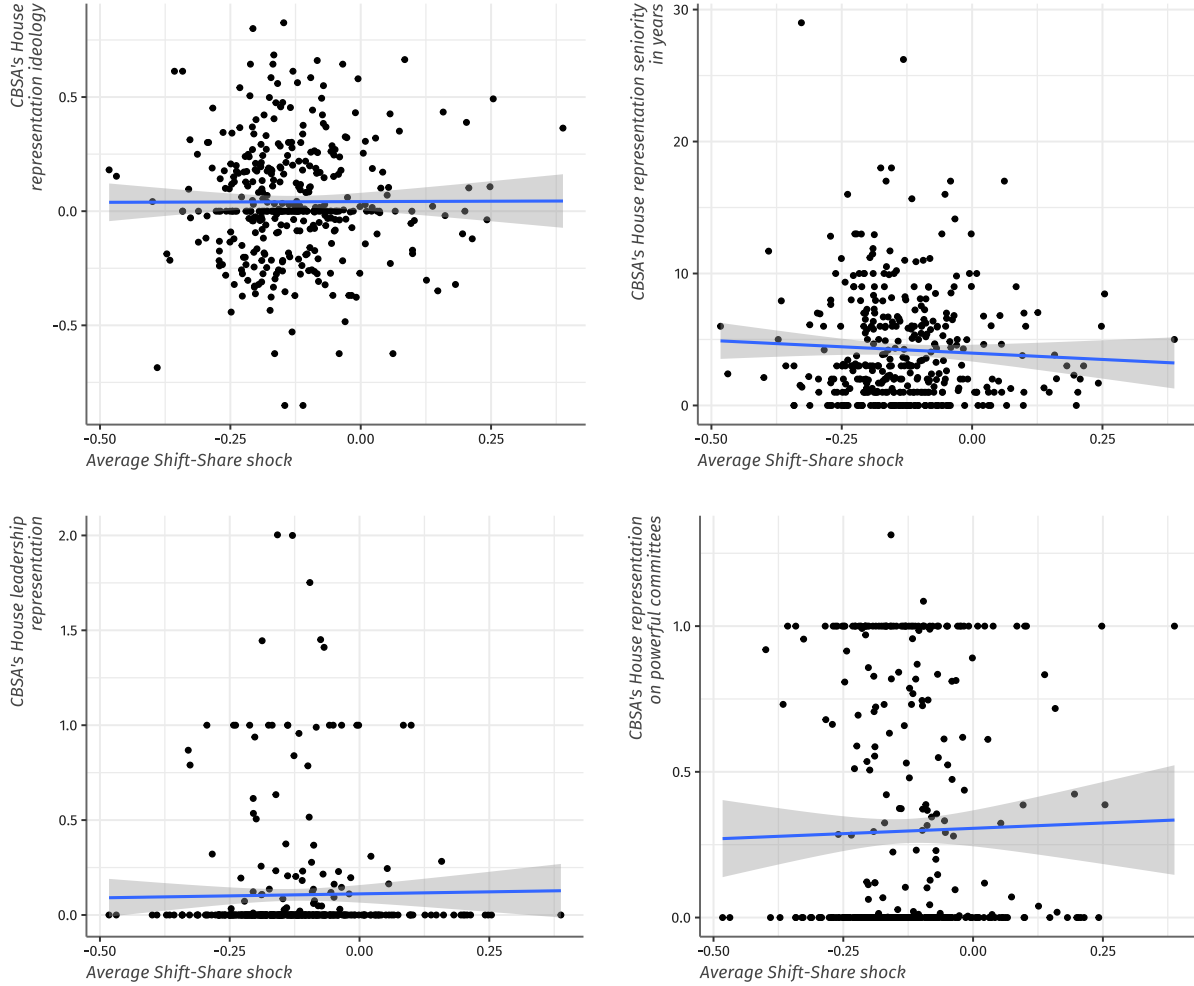 CBSA's House
representation ideology
0.5
0.0
−0.5
−0.50
−0.25
0.00
0.25
Average Shift-Share shock
CBSA's House representation seniority
in years
30
20
10
0
−0.50
−0.25
0.00
0.25
Average Shift-Share shock
CBSA's House leadership
representation
2.0
1.5
1.0
0.5
0.0
−0.50
−0.25
0.00
0.25
Average Shift-Share shock
CBSA's House representation
on powerful committees
1.0
0.5
0.0
−0.50
−0.25
0.00
0.25
Average Shift-Share shock